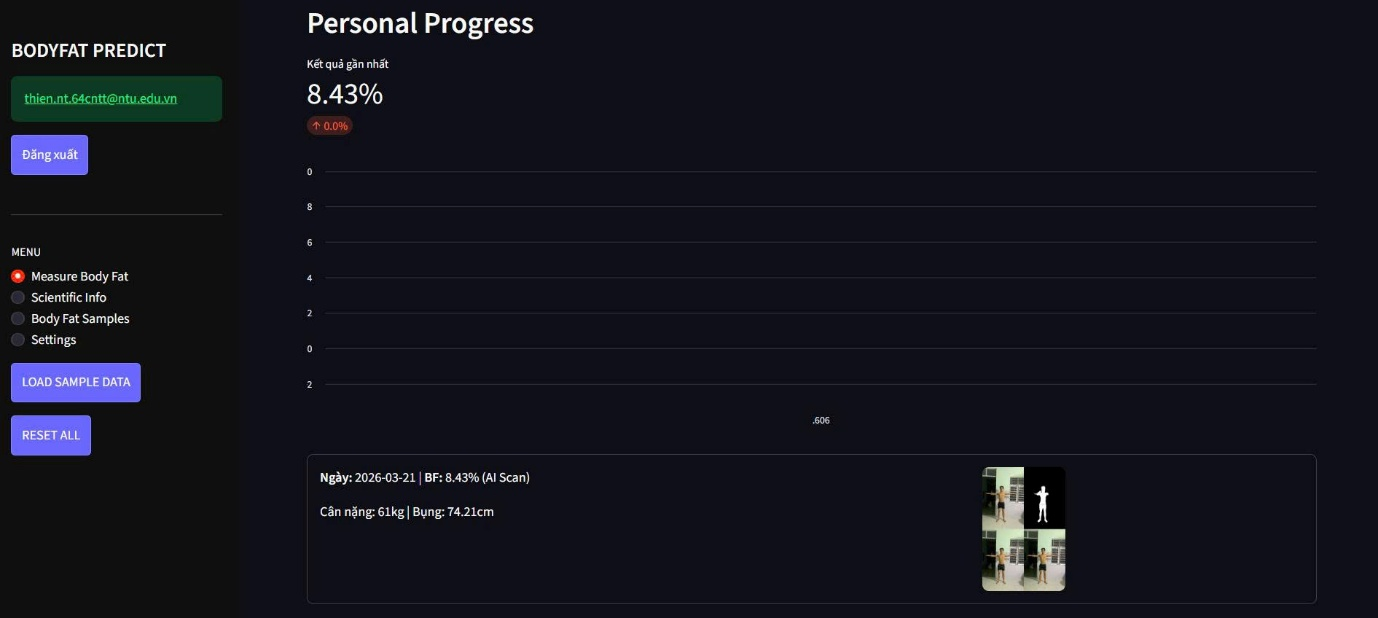 BODYFAT PREDICT
thien.nt.64cntt@ntu.edu.vn
Đăng xuất
MENU
Measure Body Fat
Scientific Info
Body Fat Samples
Settings
LOAD SAMPLE DATA
RESET ALL
Personal Progress
Kết quả gần nhất
8.43%
↑ 0.0%
0
8
6
4
2
0
2
.606
Ngày: 2026-03-21 | BF: 8.43% (AI Scan)
Cân nặng: 61kg | Bụng: 74.21cm